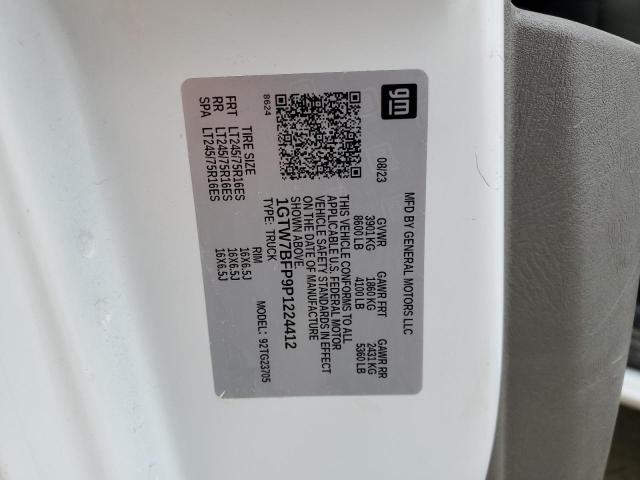 gm
MFD BY GENERAL MOTORS LLC
08/23 GVWR GAWR FRT GAWR RR
3901 KG 1860 KG 2431 KG
8600 LB 4100 LB 5360 LB
THIS VEHICLE CONFORMS TO ALL
APPLICABLE U.S. FEDERAL MOTOR
VEHICLE SAFETY STANDARDS IN EFFECT
ON THE DATE OF MANUFACTURE
SHOWN ABOVE.
1GTW7BFP9P1224412
TYPE: TRUCK MODEL: 92TG23705
8624
TIRE SIZE RIM
FRT LT245/75R16ES 16X6.5J
RR LT245/75R16ES 16X6.5J
SPA LT245/75R16ES 16X6.5J